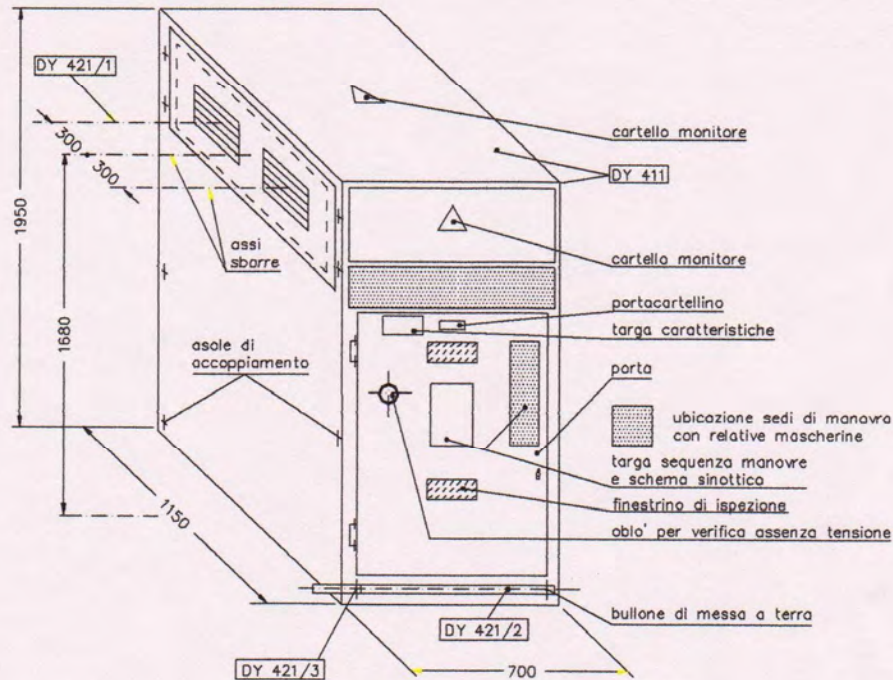 DY 421/1
300
300
1950
1680
1150
700
assi
sbarre
asole di
accoppiamento
cartello monitore
DY 411
cartello monitore
portacartellino
targa caratteristiche
porta
ubicazione sedi di manovra
con relative mascherine
targa sequenza manovre
e schema sinottico
finestrino di ispezione
oblo' per verifica assenza tensione
bullone di messa a terra
DY 421/2
DY 421/3